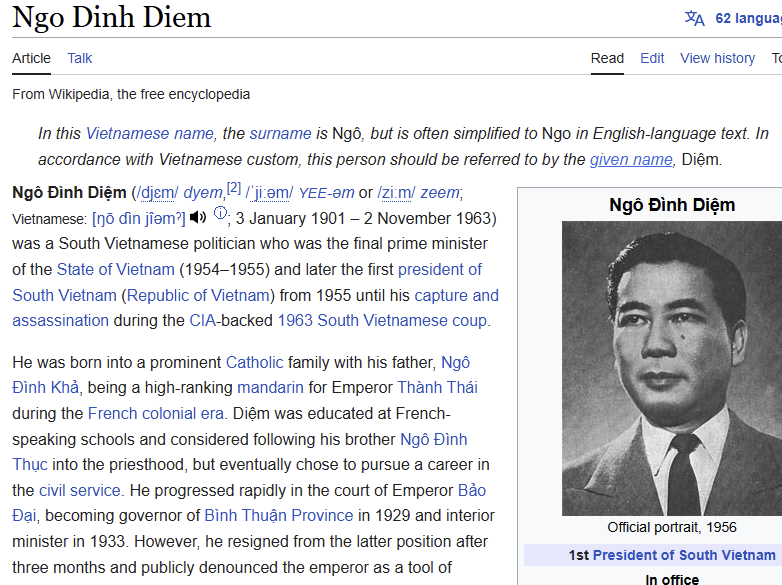 Ngo Dinh Diem
62 langua
Article Talk
Read Edit View history To
From Wikipedia, the free encyclopedia
In this Vietnamese name, the surname is Ngô, but is often simplified to Ngo in English-language text. In
accordance with Vietnamese custom, this person should be referred to by the given name, Diệm.
Ngô Đình Diệm (/djɛm/ dyem,[2] /ˈjiːəm/ YEE-əm or /ziːm/ zeem;
Vietnamese: [ŋō dìn jîəmˀ] ; 3 January 1901 – 2 November 1963)
was a South Vietnamese politician who was the final prime minister
of the State of Vietnam (1954–1955) and later the first president of
South Vietnam (Republic of Vietnam) from 1955 until his capture and
assassination during the CIA-backed 1963 South Vietnamese coup.
He was born into a prominent Catholic family with his father, Ngô
Đình Khả, being a high-ranking mandarin for Emperor Thành Thái
during the French colonial era. Diệm was educated at French-
speaking schools and considered following his brother Ngô Đình
Thục into the priesthood, but eventually chose to pursue a career in
the civil service. He progressed rapidly in the court of Emperor Bảo
Đại, becoming governor of Bình Thuận Province in 1929 and interior
minister in 1933. However, he resigned from the latter position after
three months and publicly denounced the emperor as a tool of
Ngô Đình Diệm
Official portrait, 1956
1st President of South Vietnam
In office